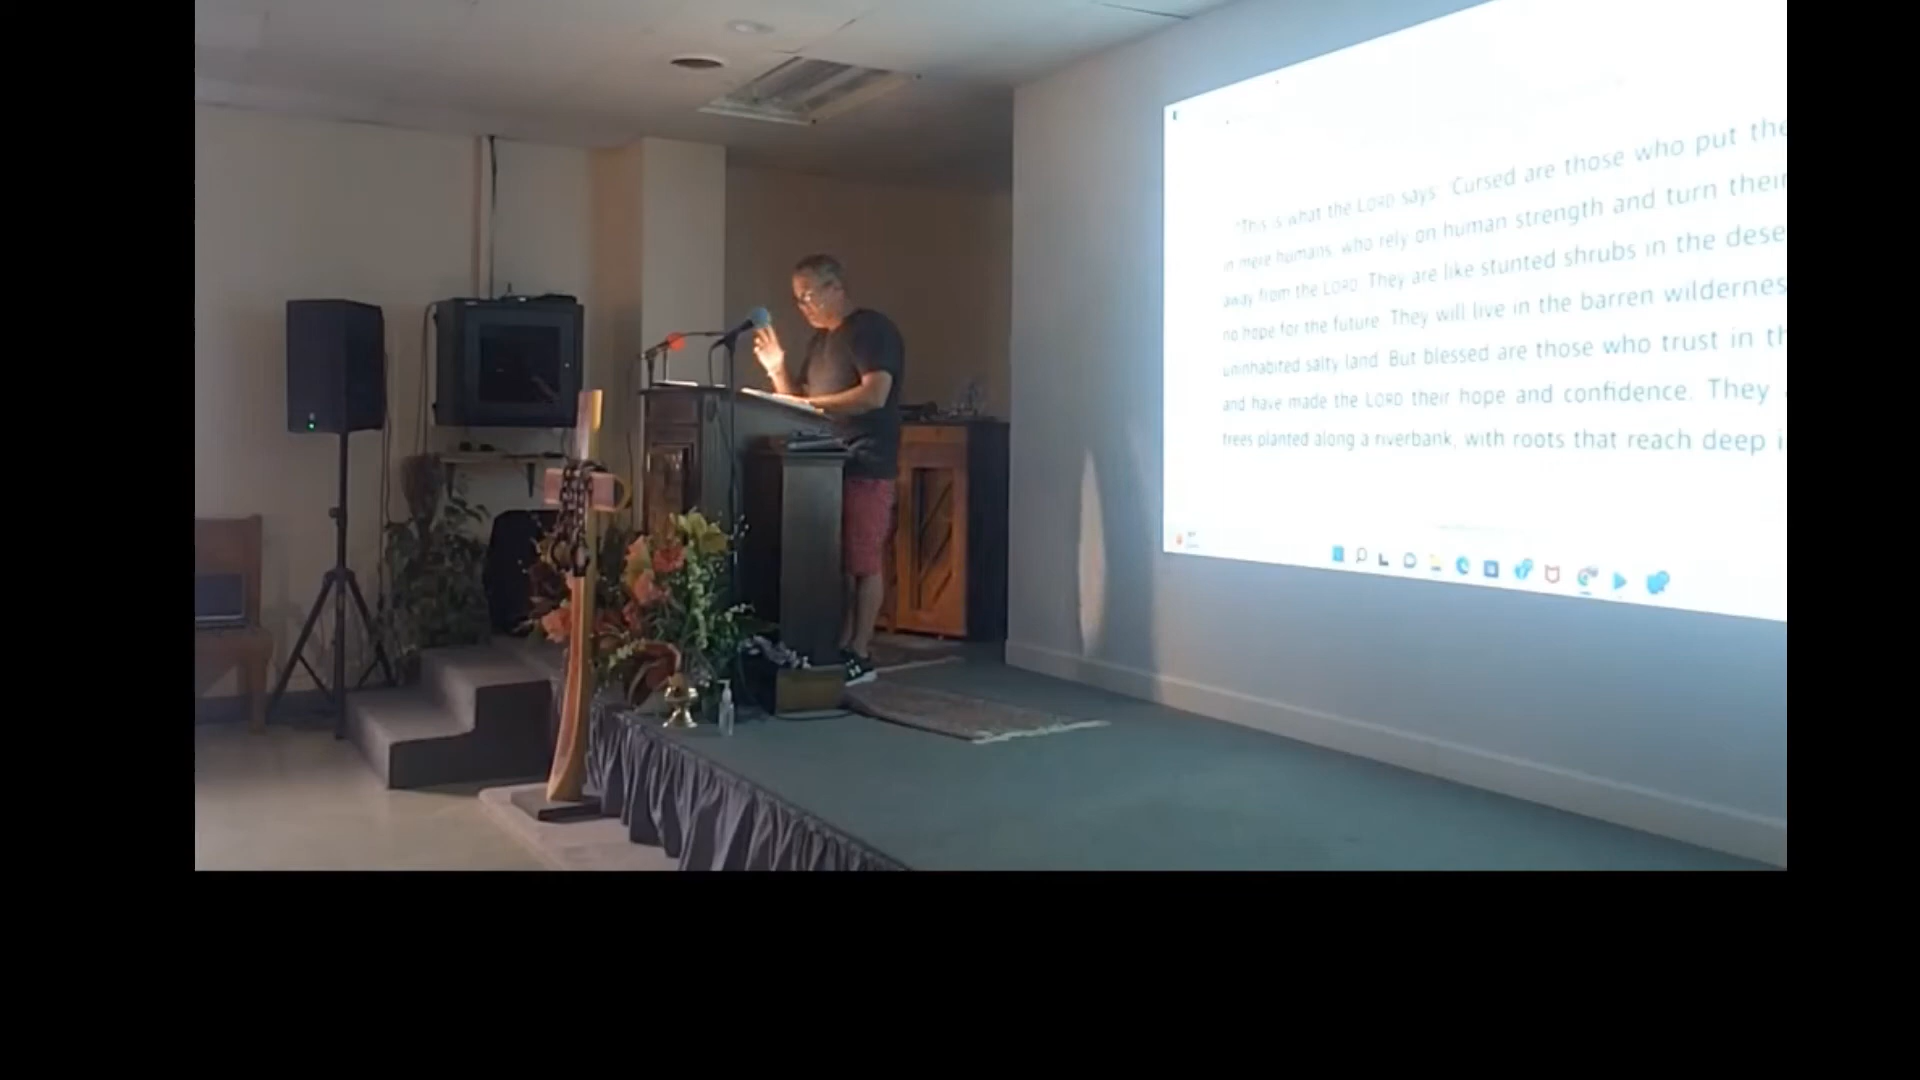 "This is what the LORD says: Cursed are those who put the
in mere humans, who rely on human strength and turn their
away from the LORD. They are like stunted shrubs in the dese
no hope for the future. They will live in the barren wildernes
uninhabited salty land. But blessed are those who trust in th
and have made the LORD their hope and confidence. They
trees planted along a riverbank, with roots that reach deep i